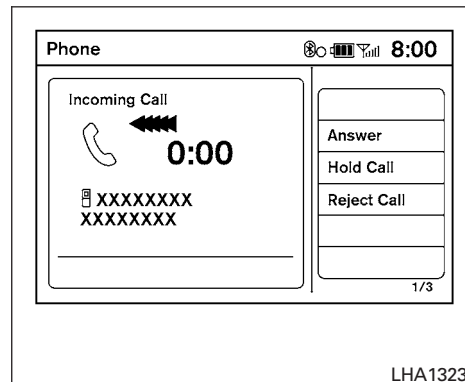 Phone
8:00
Incoming Call
0:00
XXXXXXXX
XXXXXXXX
Answer
Hold Call
Reject Call
1/3
LHA1323